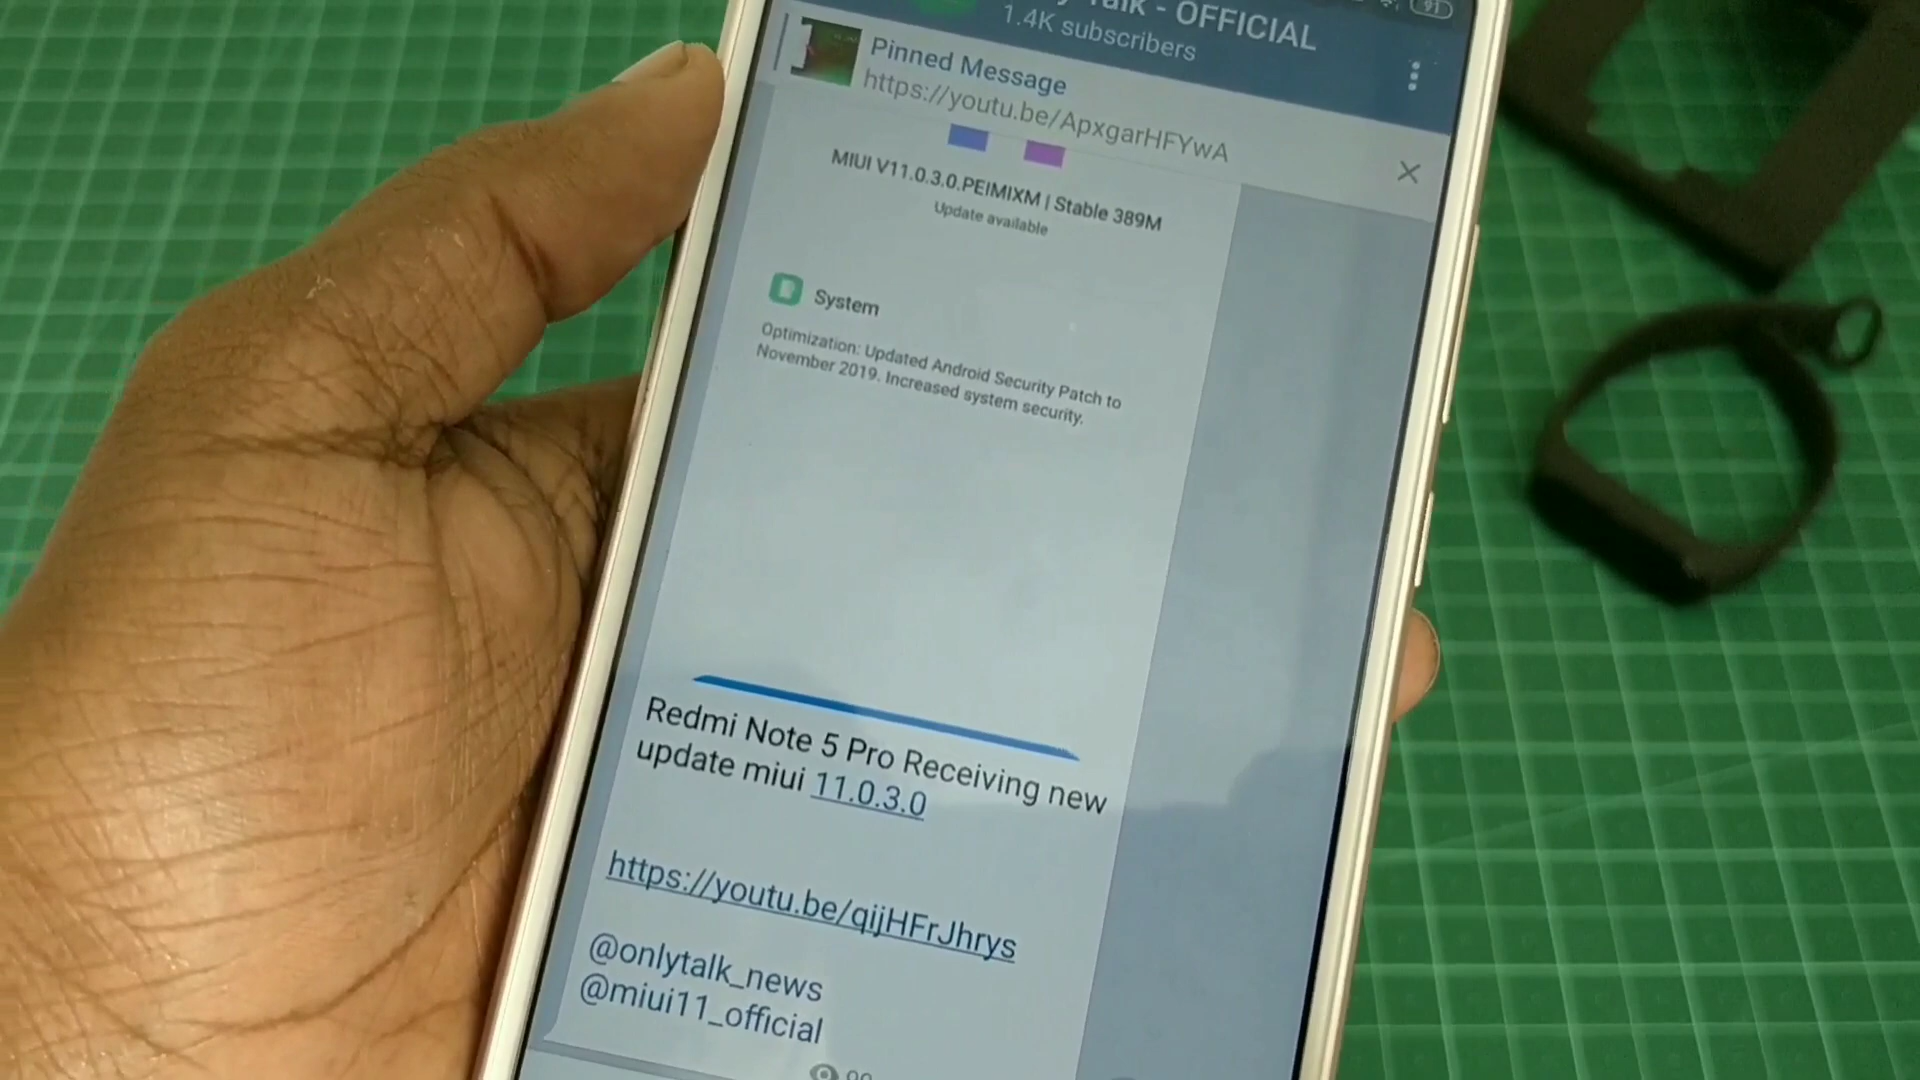 91
Talk - OFFICIAL
1.4K subscribers
Pinned Message
https://youtu.be/ApxgarHFYwA
MIUI V11.0.3.0.PEIMIXM | Stable 389M
Update available
System
Optimization: Updated Android Security Patch to
November 2019. Increased system security.
Redmi Note 5 Pro Receiving new
update miui 11.0.3.0
https://youtu.be/qijHFrJhrys
@onlytalk_news
@miui11_official